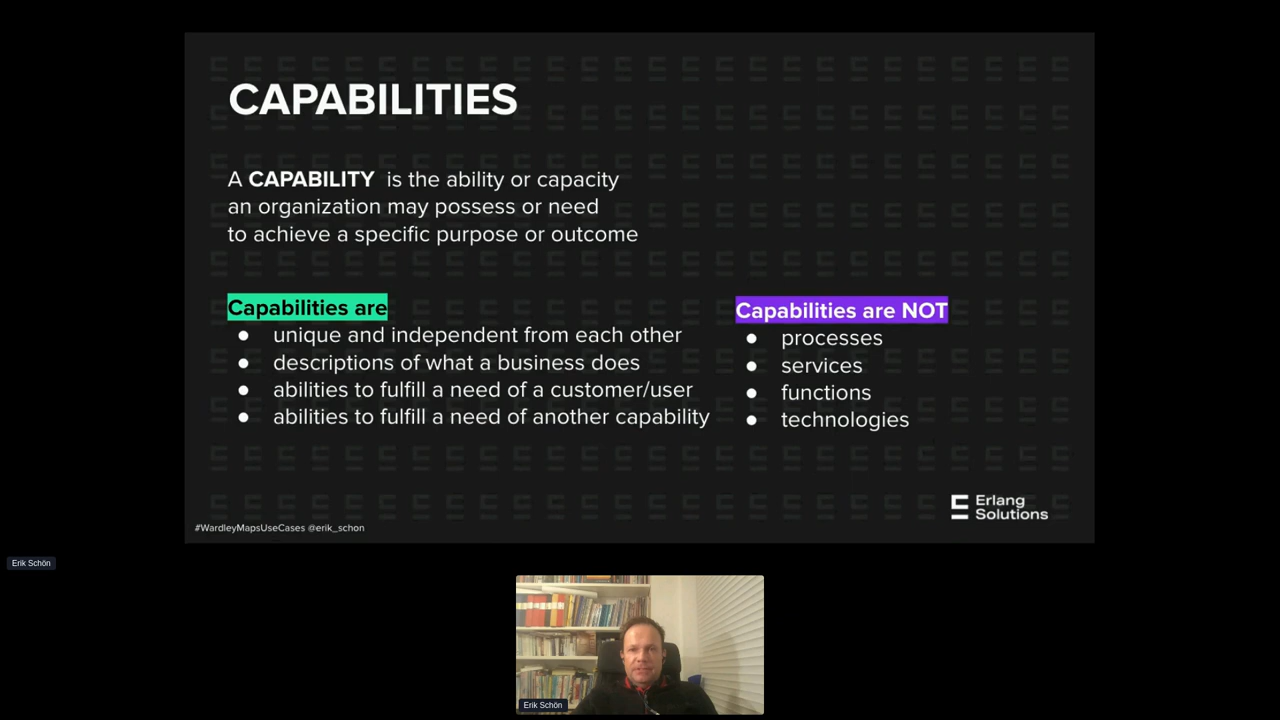 CAPABILITIES
A CAPABILITY is the ability or capacity
an organization may possess or need
to achieve a specific purpose or outcome
Capabilities are
● unique and independent from each other
● descriptions of what a business does
● abilities to fulfill a need of a customer/user
● abilities to fulfill a need of another capability
Capabilities are NOT
● processes
● services
● functions
● technologies
Erlang
Solutions
#WardleyMapsUseCases @erik_schon
Erik Schön
Erik Schön